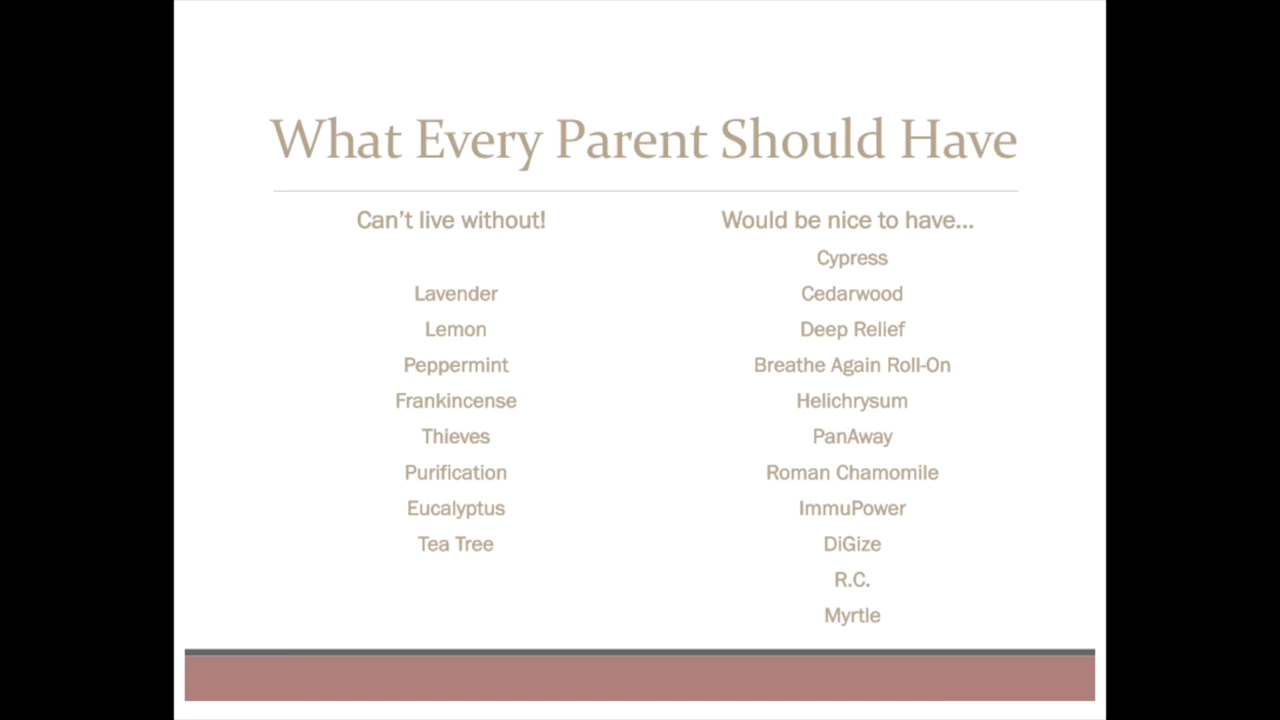 What Every Parent Should Have
Can't live without!
Lavender
Lemon
Peppermint
Frankincense
Thieves
Purification
Eucalyptus
Tea Tree
Would be nice to have...
Cypress
Cedarwood
Deep Relief
Breathe Again Roll-On
Helichrysum
PanAway
Roman Chamomile
ImmuPower
DiGize
R.C.
Myrtle